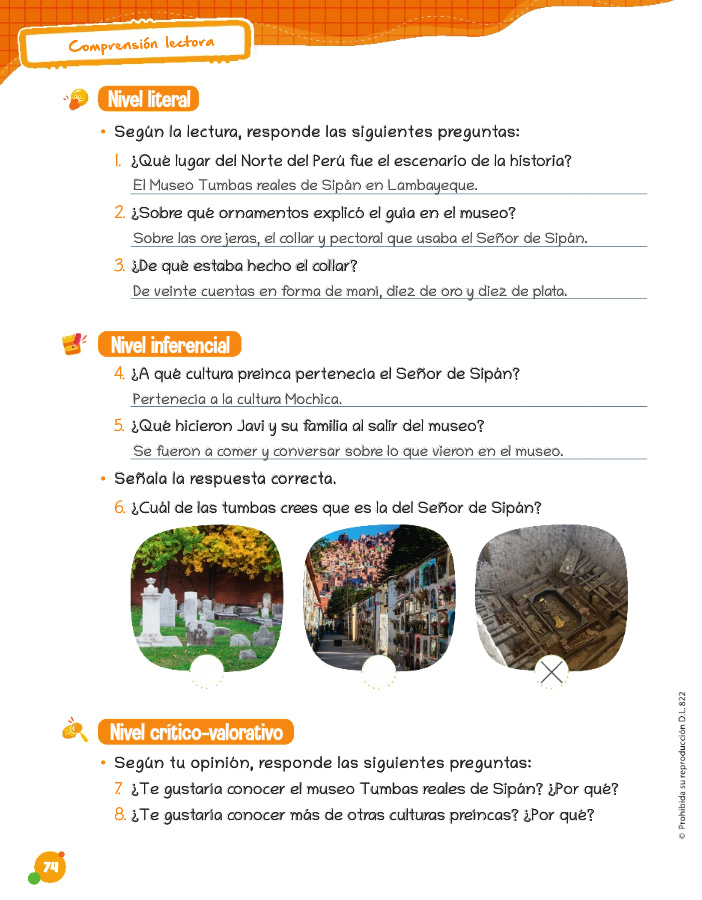 Comprensión lectora
Nivel literal
• Según la lectura, responde las siguientes preguntas:
1. ¿Qué lugar del Norte del Perú fue el escenario de la historia?
El Museo Tumbas reales de Sipán en Lambayeque.
2. ¿Sobre qué ornamentos explicó el guía en el museo?
Sobre las orejeras, el collar y pectoral que usaba el Señor de Sipán.
3. ¿De qué estaba hecho el collar?
De veinte cuentas en forma de maní, diez de oro y diez de plata.
Nivel inferencial
4. ¿A qué cultura preinca pertenecía el Señor de Sipán?
Pertenecía a la cultura Mochica.
5. ¿Qué hicieron Javi y su familia al salir del museo?
Se fueron a comer y conversar sobre lo que vieron en el museo.
• Señala la respuesta correcta.
6. ¿Cuál de las tumbas crees que es la del Señor de Sipán?
Nivel crítico-valorativo
• Según tu opinión, responde las siguientes preguntas:
7. ¿Te gustaría conocer el museo Tumbas reales de Sipán? ¿Por qué?
8. ¿Te gustaría conocer más de otras culturas preincas? ¿Por qué?
74
© Prohibida su reproducción D.L. 822